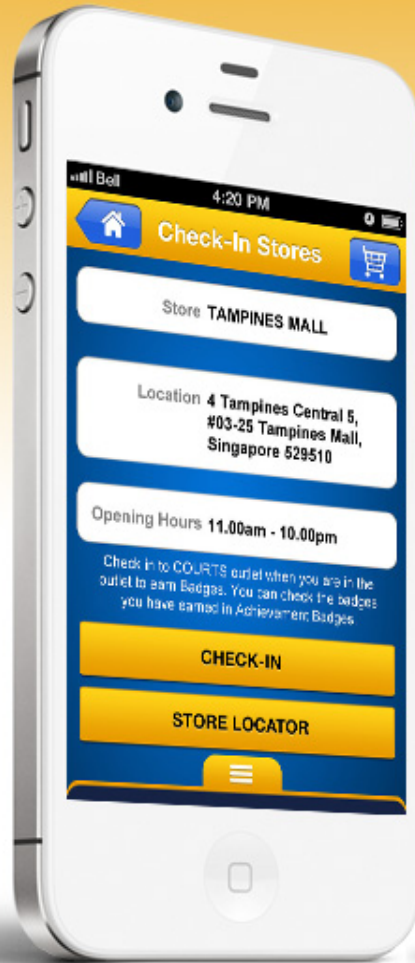 Bell
4:20 PM
Check-In Stores
Store TAMPINES MALL
Location 4 Tampines Central 5,
#03-25 Tampines Mall,
Singapore 529510
Opening Hours 11.00am - 10.00pm
Check in to COURTS outlet when you are in the
outlet to earn Badges. You can check the badges
you have earned in Achievement Badges
CHECK-IN
STORE LOCATOR